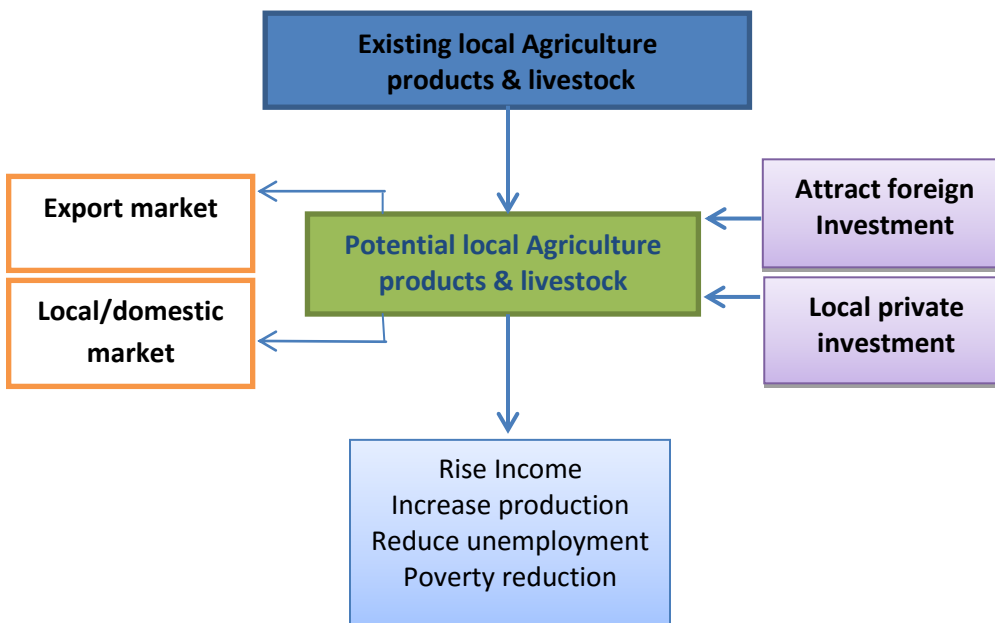 Existing local Agriculture
products & livestock
Export market
Attract foreign
Investment
Potential local Agriculture
products & livestock
Local/domestic
market
Local private
investment
Rise Income
Increase production
Reduce unemployment
Poverty reduction